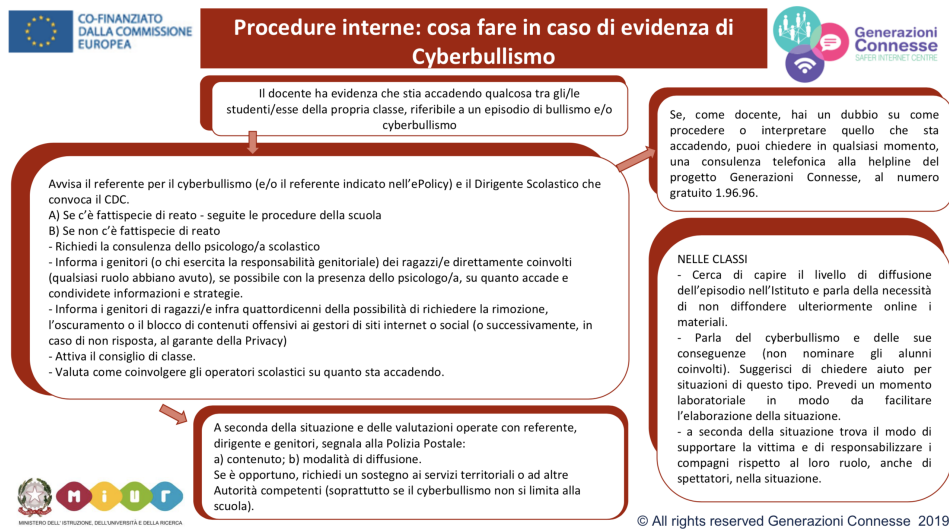 CO-FINANZIATO
DALLA COMMISSIONE
EUROPEA
Procedure interne: cosa fare in caso di evidenza di
Cyberbullismo
Generazioni
Connesse
SAFER INTERNET CENTRE
Il docente ha evidenza che stia accadendo qualcosa tra gli/le
studenti/esse della propria classe, riferibile a un episodio di bullismo e/o
cyberbullismo
Se, come docente, hai un dubbio su come
procedere o interpretare quello che sta
accadendo, puoi chiedere in qualsiasi momento,
una consulenza telefonica alla helpline del
progetto Generazioni Connesse, al numero
gratuito 1.96.96.
Avvisa il referente per il cyberbullismo (e/o il referente indicato nell'ePolicy) e il Dirigente Scolastico che
convoca il CDC.
A) Se c'è fattispecie di reato - seguite le procedure della scuola
B) Se non c'è fattispecie di reato
- Richiedi la consulenza dello psicologo/a scolastico
- Informa i genitori (o chi esercita la responsabilità genitoriale) dei ragazzi/e direttamente coinvolti
(qualsiasi ruolo abbiano avuto), se possibile con la presenza dello psicologo/a, su quanto accade e
condividete informazioni e strategie.
- Informa i genitori di ragazzi/e infra quattordicenni della possibilità di richiedere la rimozione,
l'oscuramento o il blocco di contenuti offensivi ai gestori di siti internet o social (o successivamente, in
caso di non risposta, al garante della Privacy)
- Attiva il consiglio di classe.
- Valuta come coinvolgere gli operatori scolastici su quanto sta accadendo.
NELLE CLASSI
- Cerca di capire il livello di diffusione
dell'episodio nell'Istituto e parla della necessità
di non diffondere ulteriormente online i
materiali.
- Parla del cyberbullismo e delle sue
conseguenze (non nominare gli alunni
coinvolti). Suggerisci di chiedere aiuto per
situazioni di questo tipo. Prevedi un momento
laboratoriale in modo da facilitare
l'elaborazione della situazione.
- a seconda della situazione trova il modo di
supportare la vittima e di responsabilizzare i
compagni rispetto al loro ruolo, anche di
spettatori, nella situazione.
A seconda della situazione e delle valutazioni operate con referente,
dirigente e genitori, segnala alla Polizia Postale:
a) contenuto; b) modalità di diffusione.
Se è opportuno, richiedi un sostegno ai servizi territoriali o ad altre
Autorità competenti (soprattutto se il cyberbullismo non si limita alla
scuola).
miur
MINISTERO DELL'ISTRUZIONE, DELL'UNIVERSITÀ E DELLA RICERCA
© All rights reserved Generazioni Connesse 2019